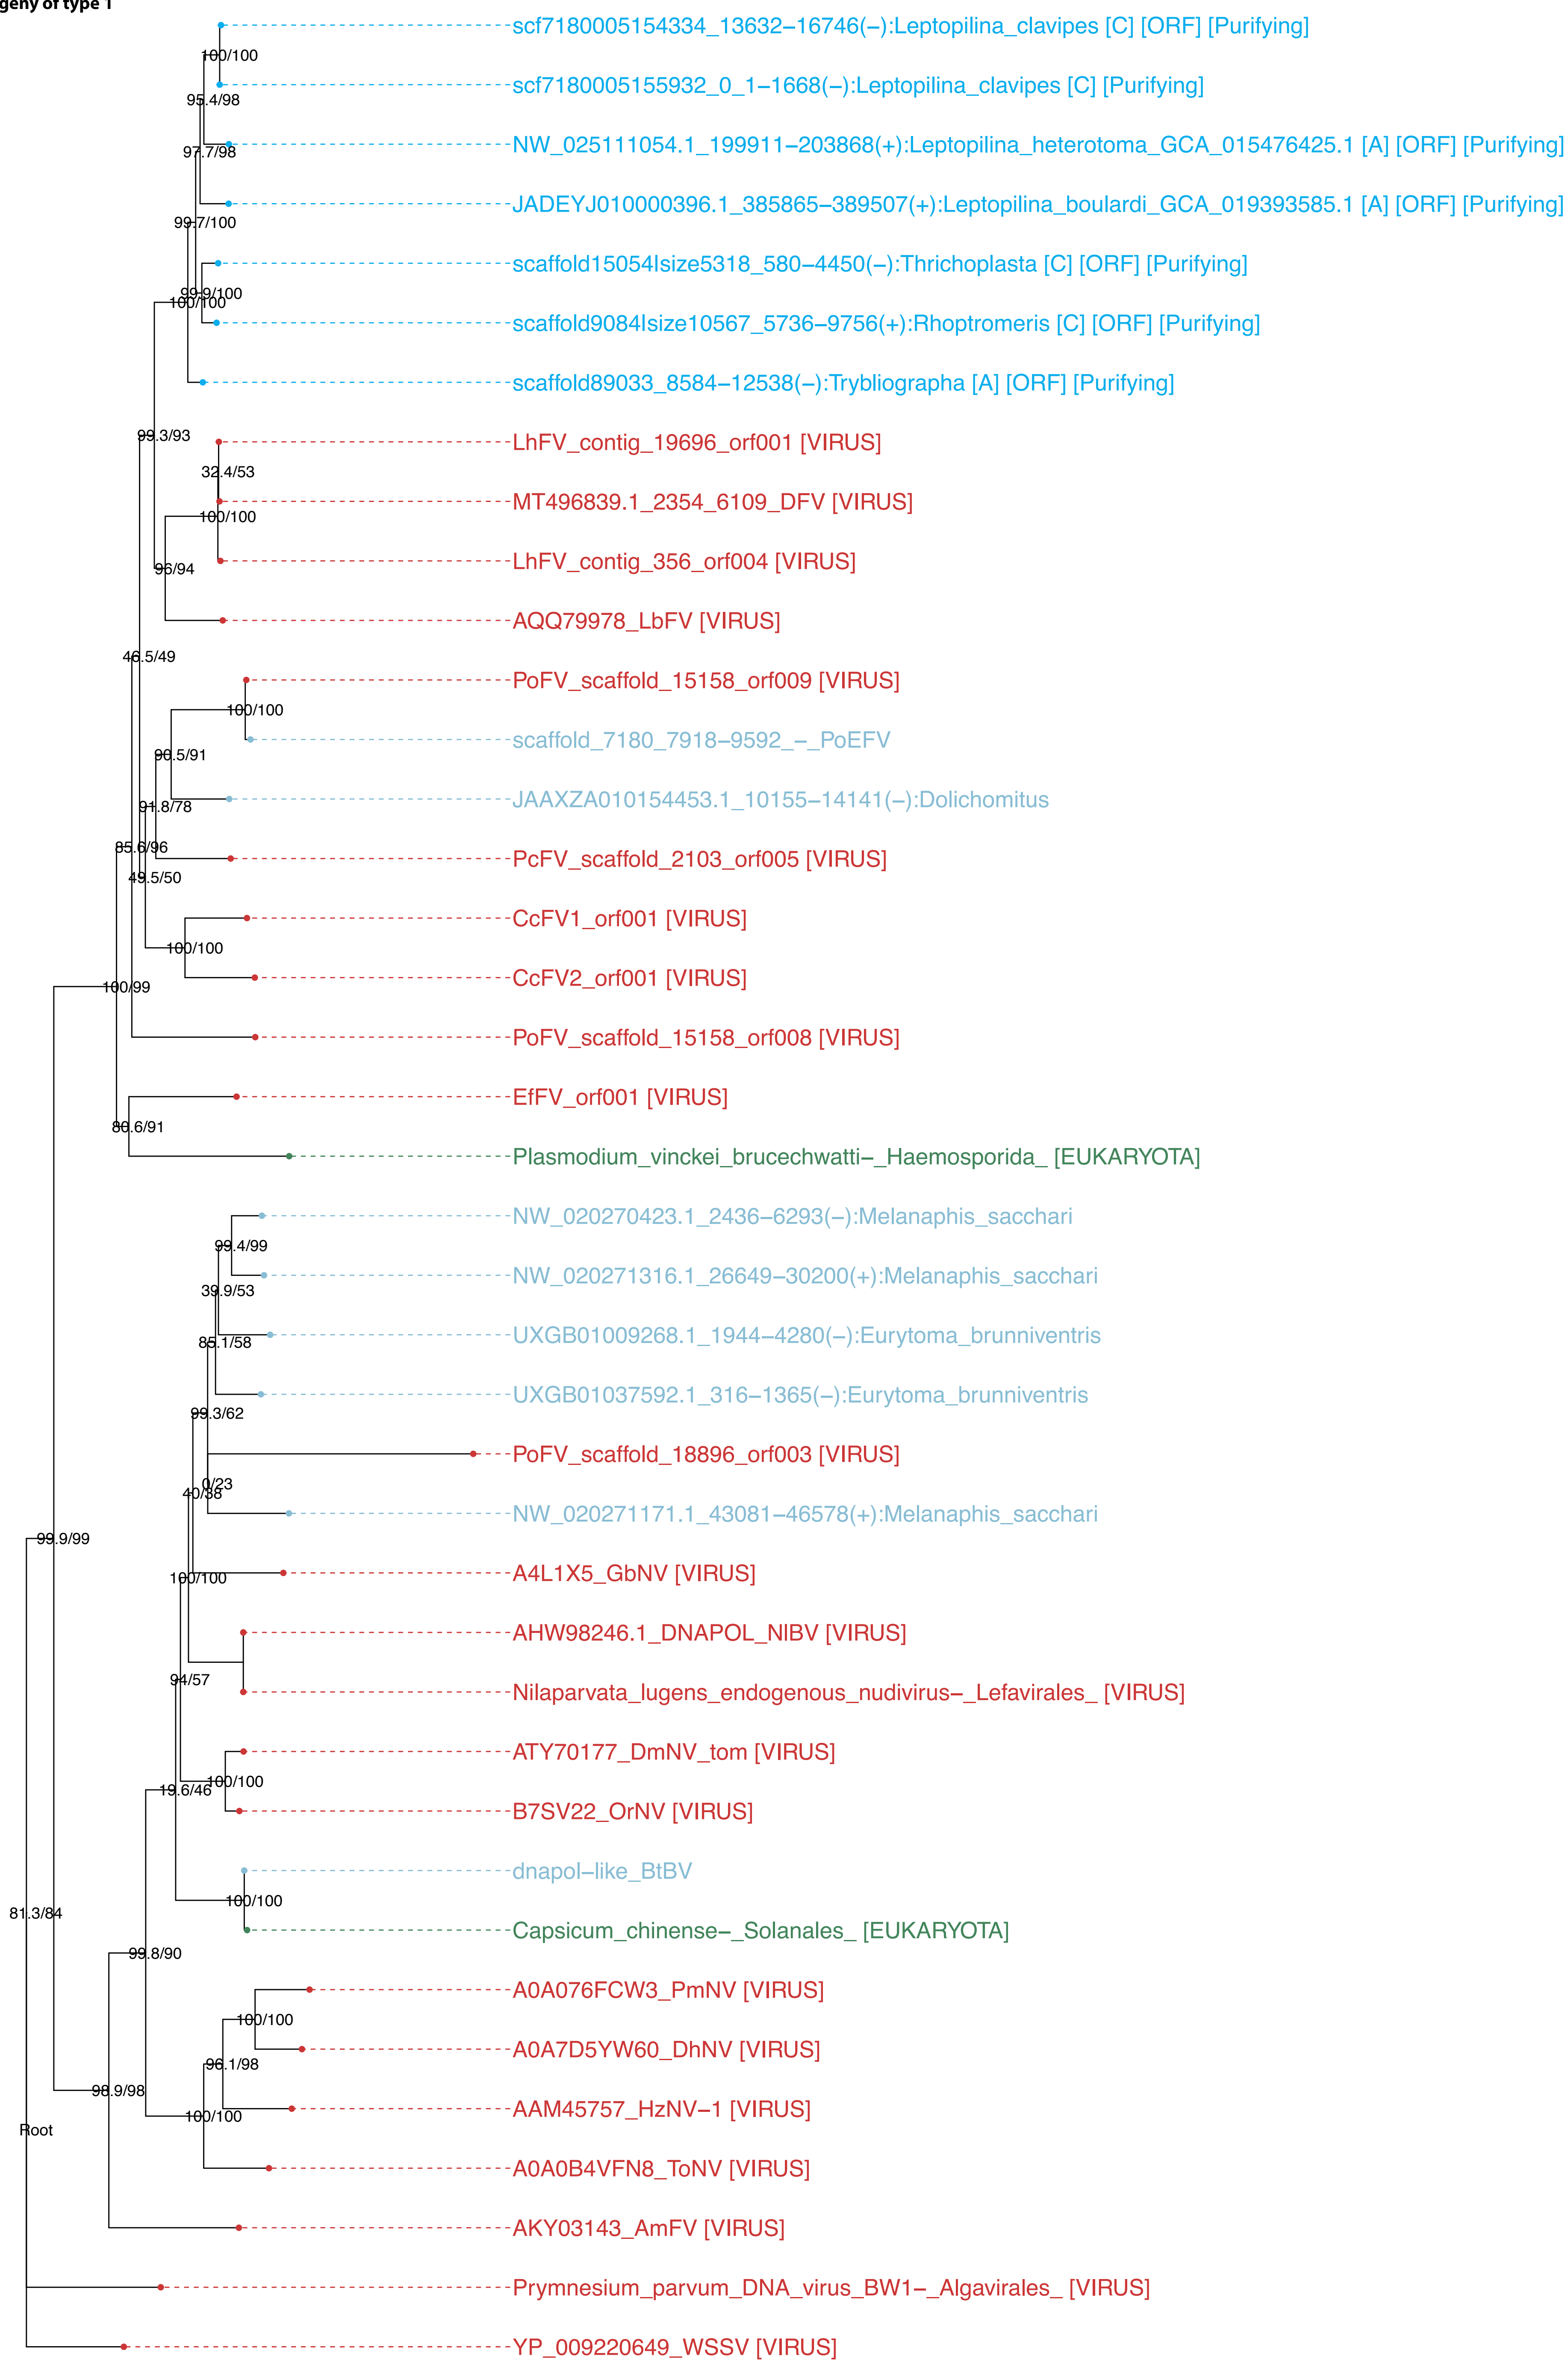 geny of type 1
scf7180005154334_13632−16746(−):Leptopilina_clavipes [C] [ORF] [Purifying]
100/100
scf7180005155932_0_1−1668(−):Leptopilina_clavipes [C] [Purifying]
95.4/98
NW_025111054.1_199911−203868(+):Leptopilina_heterotoma_GCA_015476425.1 [A] [ORF] [Purifying]
97.7/98
JADEYJ010000396.1_385865−389507(+):Leptopilina_boulardi_GCA_019393585.1 [A] [ORF] [Purifying]
99.7/100
scaffold15054lsize5318_580−4450(−):Thrichoplasta [C] [ORF] [Purifying]
99.9/100
100/100
scaffold9084lsize10567_5736−9756(+):Rhoptromeris [C] [ORF] [Purifying]
scaffold89033_8584−12538(−):Trybliographa [A] [ORF] [Purifying]
99.3/93
LhFV_contig_19696_orf001 [VIRUS]
32.4/53
MT496839.1_2354_6109_DFV [VIRUS]
100/100
LhFV_contig_356_orf004 [VIRUS]
96/94
AQQ79978_LbFV [VIRUS]
46.5/49
PoFV_scaffold_15158_orf009 [VIRUS]
100/100
scaffold_7180_7918−9592_−_PoEFV
90.5/91
JAAXZA010154453.1_10155−14141(−):Dolichomitus
91.8/78
85.6/96
PcFV_scaffold_2103_orf005 [VIRUS]
49.5/50
CcFV1_orf001 [VIRUS]
100/100
CcFV2_orf001 [VIRUS]
100/99
PoFV_scaffold_15158_orf008 [VIRUS]
EfFV_orf001 [VIRUS]
80.6/91
Plasmodium_vinckei_brucechwatti−_Haemosporida_ [EUKARYOTA]
NW_020270423.1_2436−6293(−):Melanaphis_sacchari
99.4/99
NW_020271316.1_26649−30200(+):Melanaphis_sacchari
39.9/53
UXGB01009268.1_1944−4280(−):Eurytoma_brunniventris
85.1/58
UXGB01037592.1_316−1365(−):Eurytoma_brunniventris
99.3/62
PoFV_scaffold_18896_orf003 [VIRUS]
0/23
40/38
NW_020271171.1_43081−46578(+):Melanaphis_sacchari
99.9/99
A4L1X5_GbNV [VIRUS]
100/100
AHW98246.1_DNAPOL_NlBV [VIRUS]
94/57
Nilaparvata_lugens_endogenous_nudivirus−_Lefavirales_ [VIRUS]
ATY70177_DmNV_tom [VIRUS]
100/100
19.6/46
B7SV22_OrNV [VIRUS]
dnapol−like_BtBV
100/100
81.3/84
Capsicum_chinense−_Solanales_ [EUKARYOTA]
99.8/90
A0A076FCW3_PmNV [VIRUS]
100/100
A0A7D5YW60_DhNV [VIRUS]
96.1/98
98.9/98
AAM45757_HzNV−1 [VIRUS]
100/100
Root
A0A0B4VFN8_ToNV [VIRUS]
AKY03143_AmFV [VIRUS]
Prymnesium_parvum_DNA_virus_BW1−_Algavirales_ [VIRUS]
YP_009220649_WSSV [VIRUS]